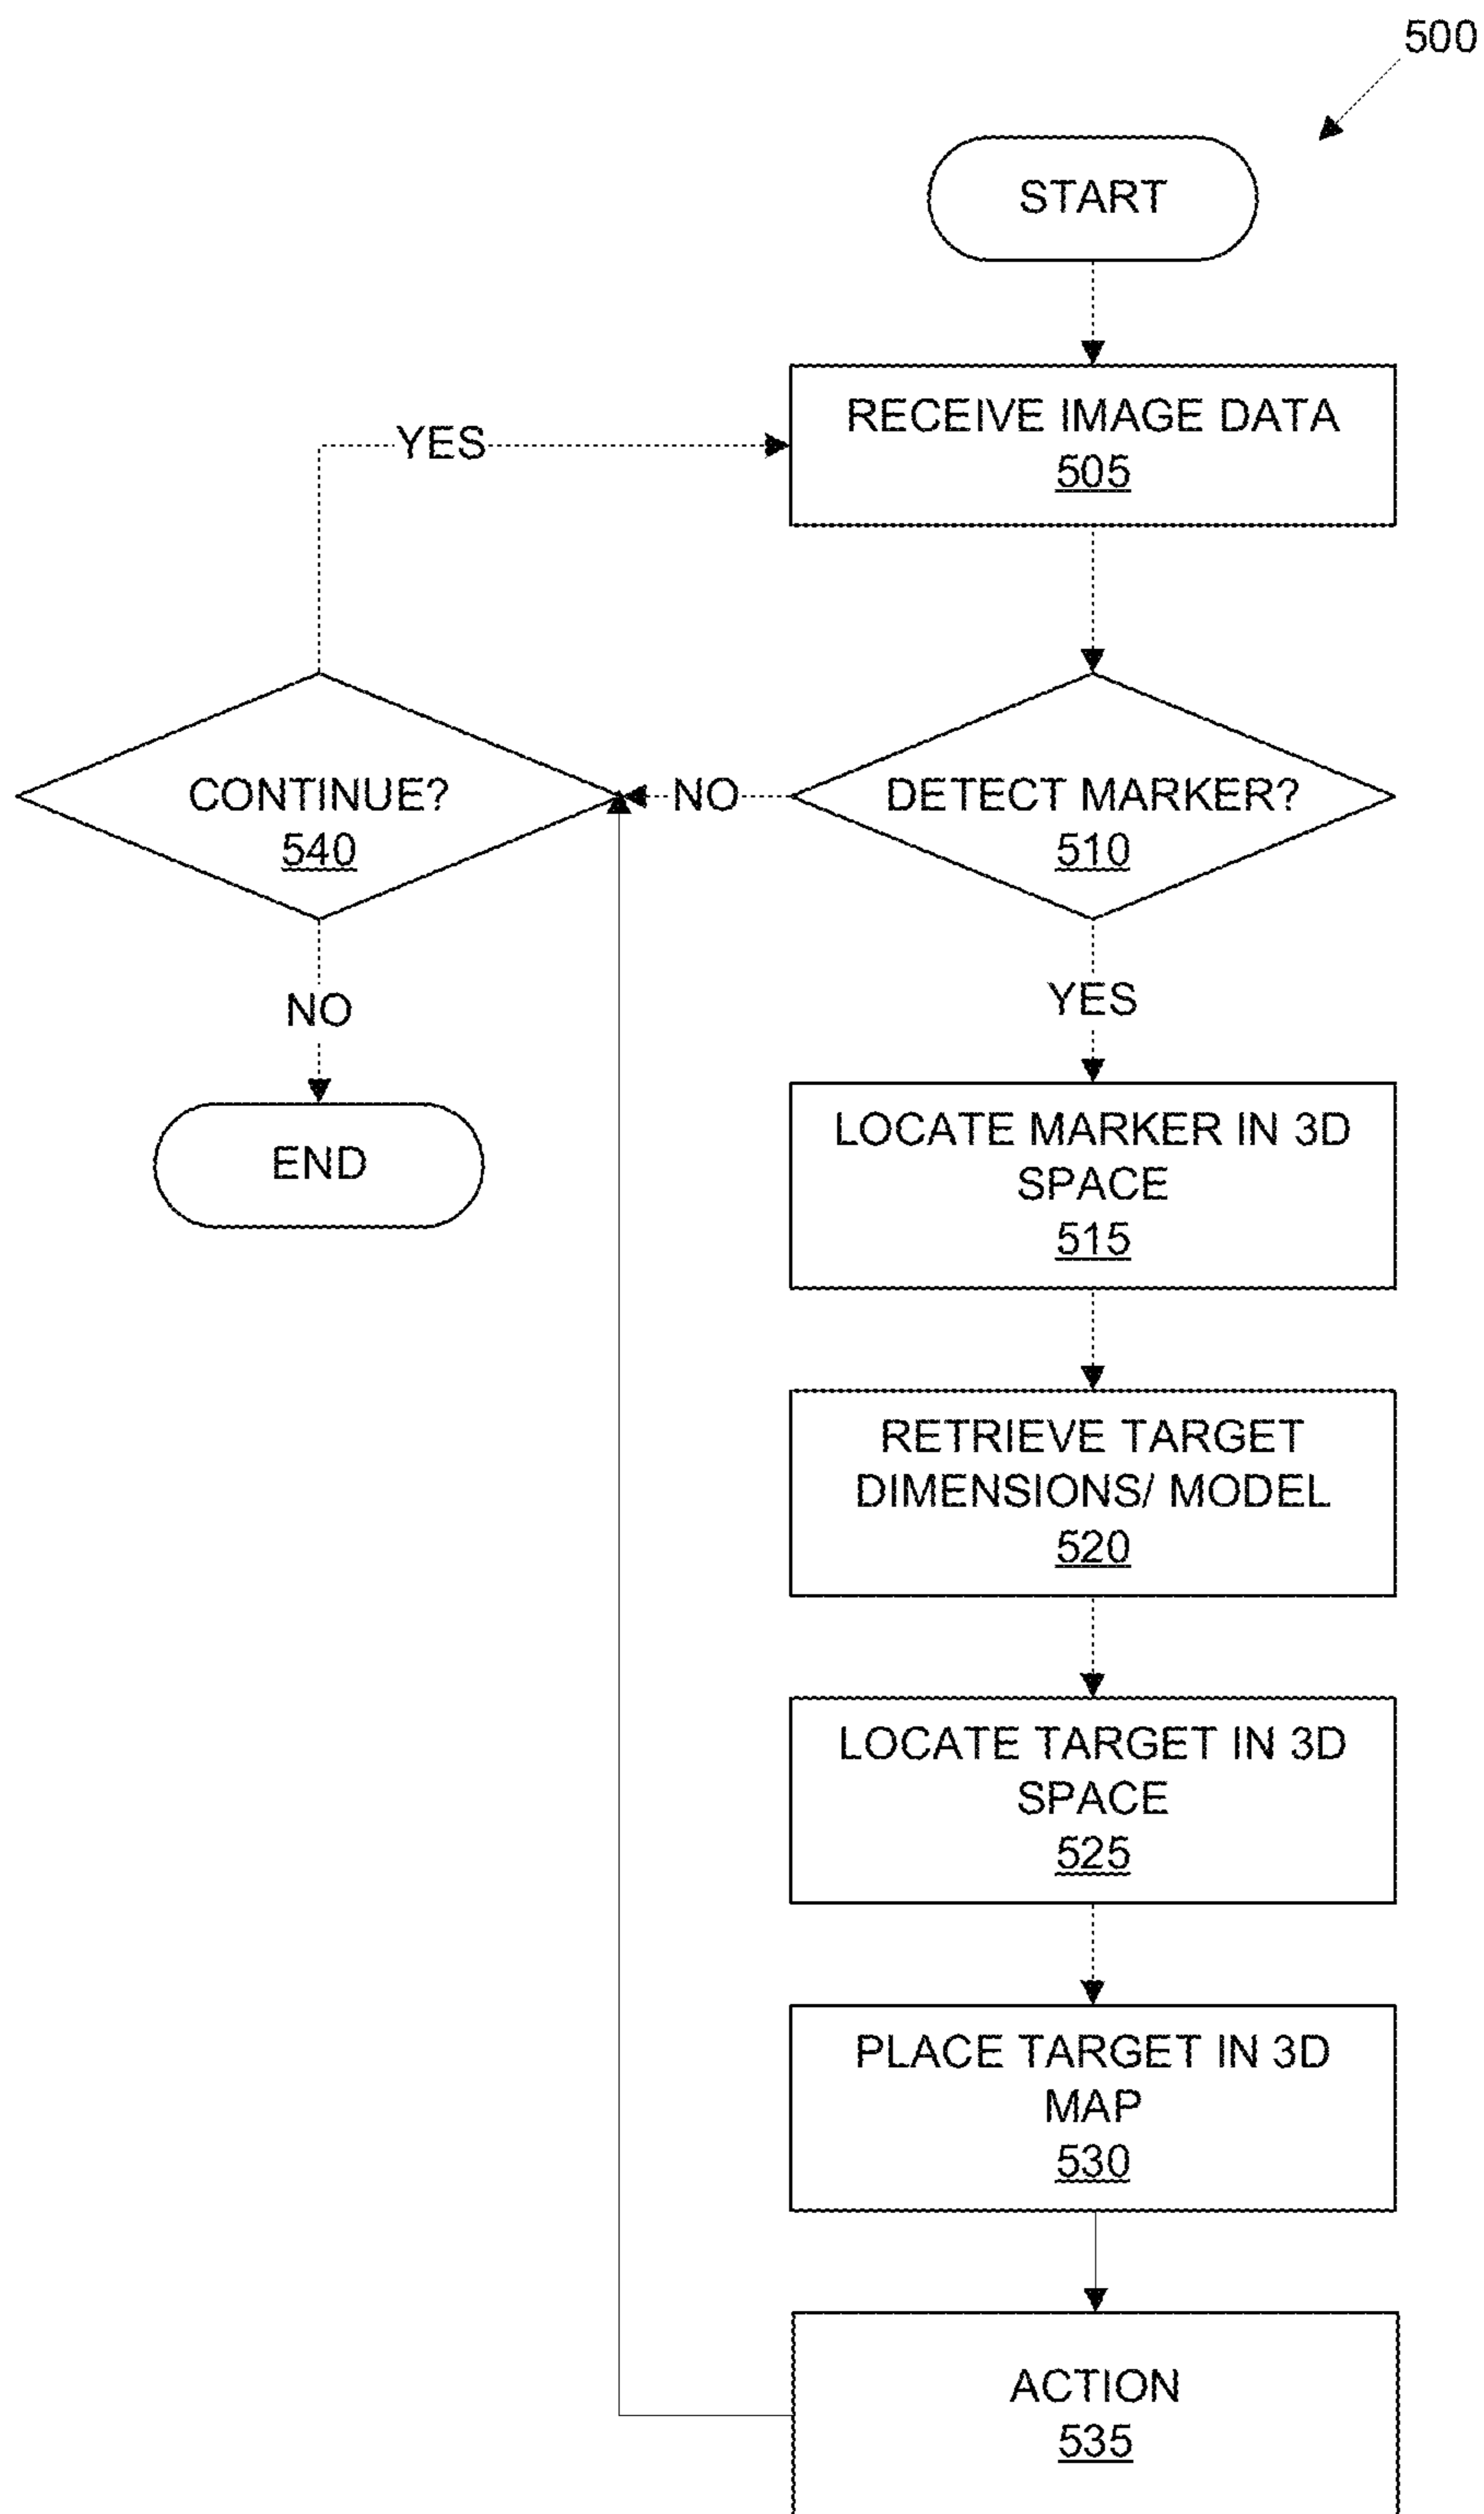 500
START
RECEIVE IMAGE DATA
505
YES
CONTINUE?
540
NO
DETECT MARKER?
510
NO
YES
END
LOCATE MARKER IN 3D
SPACE
515
RETRIEVE TARGET
DIMENSIONS/ MODEL
520
LOCATE TARGET IN 3D
SPACE
525
PLACE TARGET IN 3D
MAP
530
ACTION
535